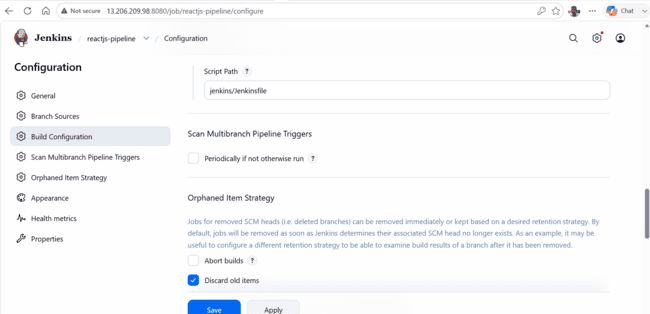 Not secure 13.206.209.98:8080/job/reactjs-pipeline/configure
Chat
Jenkins / reactjs-pipeline / Configuration
Configuration
General
Branch Sources
Build Configuration
Scan Multibranch Pipeline Triggers
Orphaned Item Strategy
Appearance
Health metrics
Properties
Script Path ?
jenkins/Jenkinsfile
Scan Multibranch Pipeline Triggers
Periodically if not otherwise run ?
Orphaned Item Strategy
Jobs for removed SCM heads (i.e. deleted branches) can be removed immediately or kept based on a desired retention strategy. By
default, jobs will be removed as soon as Jenkins determines their associated SCM head no longer exists. As an example, it may be
useful to configure a different retention strategy to be able to examine build results of a branch after it has been removed.
Abort builds ?
Discard old items
Save Apply